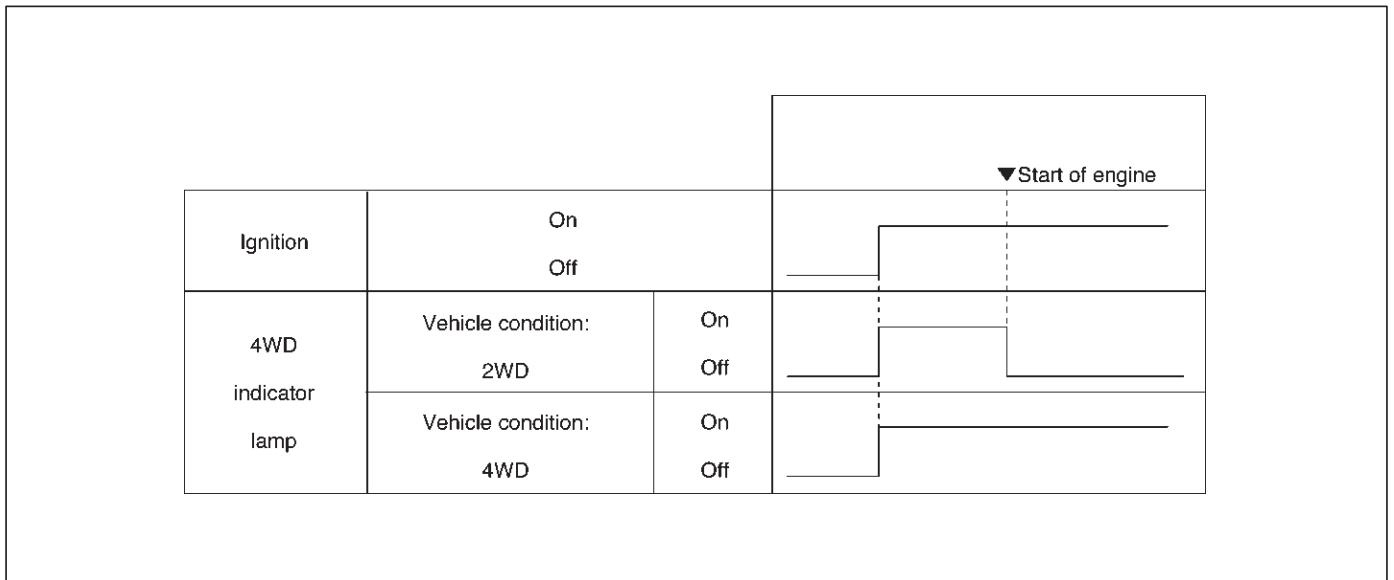 ▼Start of engine
Ignition
On
Off
4WD
indicator
lamp
Vehicle condition:
2WD
On
Off
Vehicle condition:
4WD
On
Off